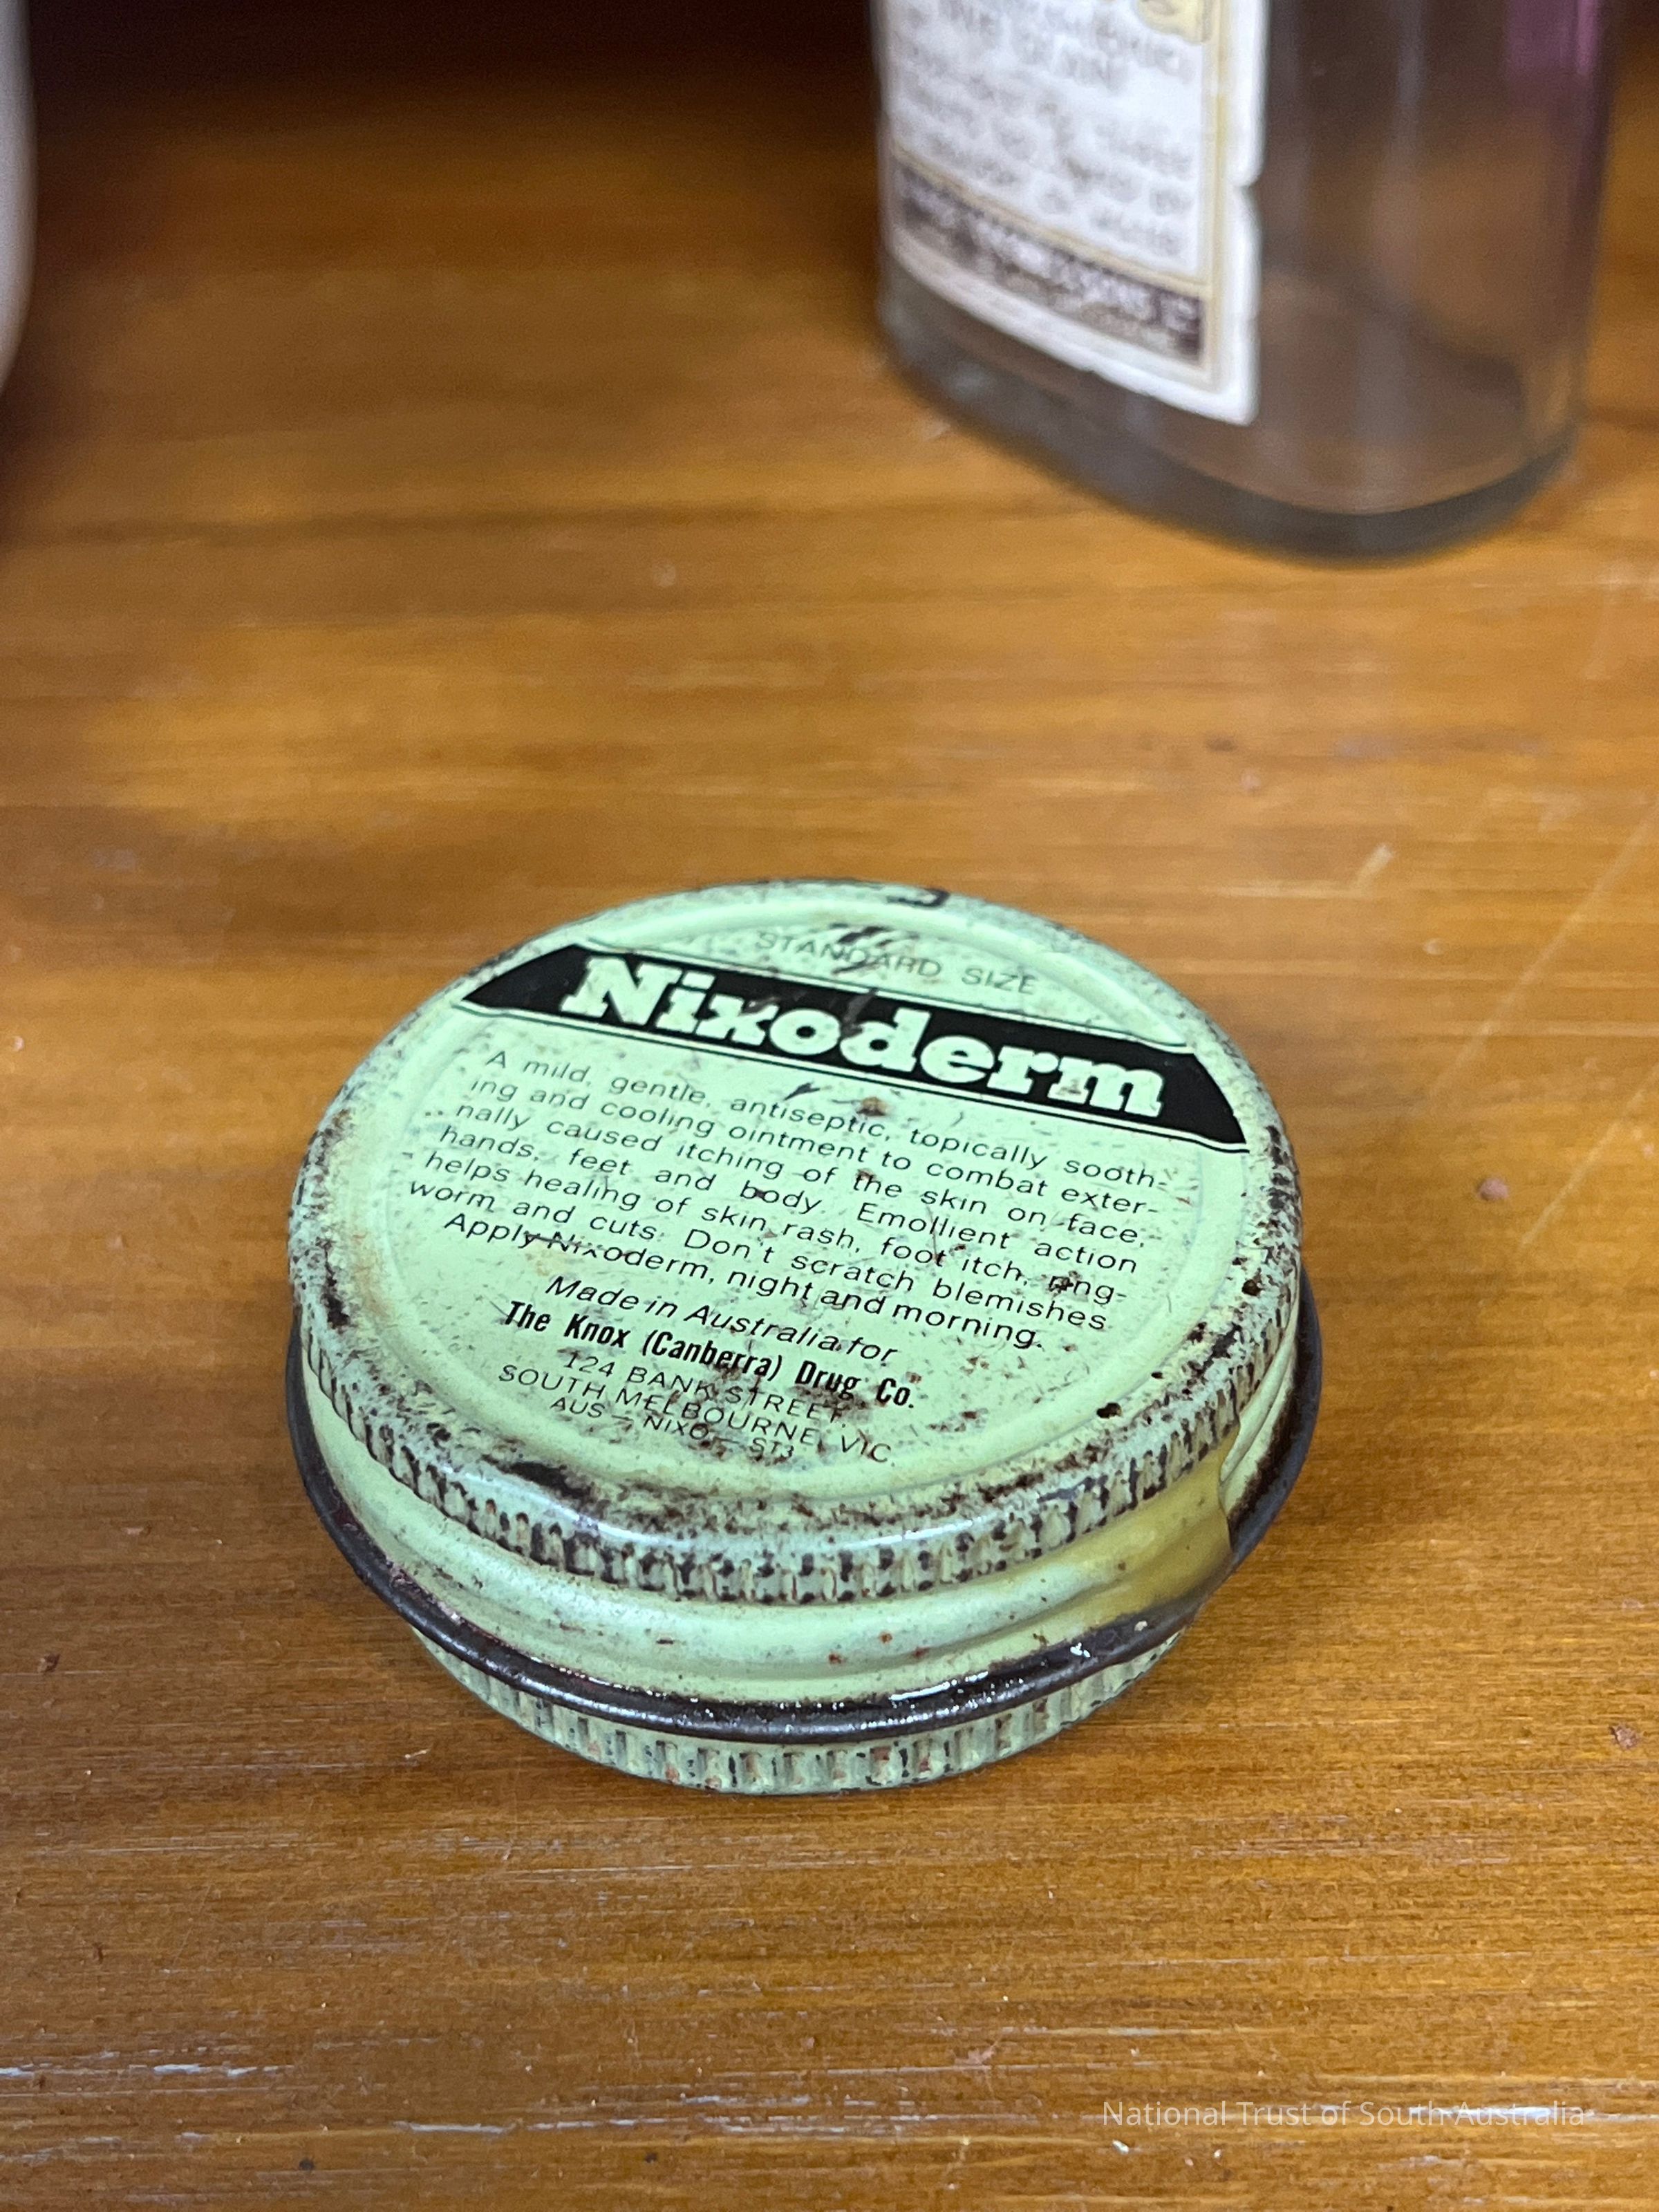 STANDARD SIZE
Nixoderm
A mild, gentle, antiseptic, topically sooth-
ing and cooling ointment to combat exter-
nally caused itching of the skin on face,
hands, feet and body. Emollient action
helps healing of skin rash, foot itch, ring-
worm and cuts. Don't scratch blemishes
Apply Nixoderm, night and morning.
Made in Australia for
The Knox (Canberra) Drug Co.
124 BANK STREET,
SOUTH MELBOURNE, VIC.
AUS — NIXO — ST3
National Trust of South Australia